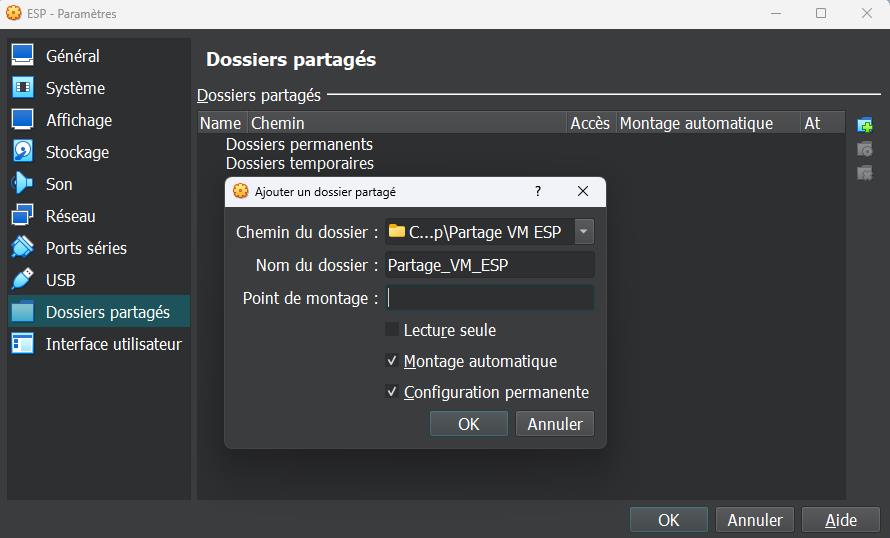 ESP - Paramètres
Général
Système
Affichage
Stockage
Son
Réseau
Ports séries
USB
Dossiers partagés
Interface utilisateur
Dossiers partagés
Dossiers partagés
Name Chemin Accès Montage automatique At
Dossiers permanents
Dossiers temporaires
Ajouter un dossier partagé ?
Chemin du dossier : C...p\Partage VM ESP
Nom du dossier : Partage_VM_ESP
Point de montage :
Lecture seule
Montage automatique
Configuration permanente
OK Annuler
OK Annuler Aide